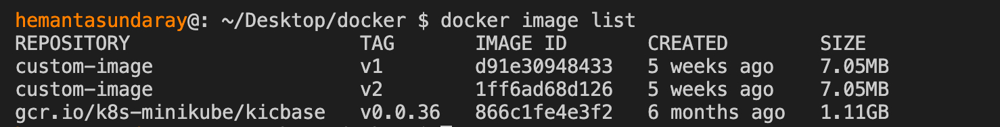 hemantasundaray@: ~/Desktop/docker $ docker image list
REPOSITORY TAG IMAGE ID CREATED SIZE
custom-image v1 d91e30948433 5 weeks ago 7.05MB
custom-image v2 1ff6ad68d126 5 weeks ago 7.05MB
gcr.io/k8s-minikube/kicbase v0.0.36 866c1fe4e3f2 6 months ago 1.11GB